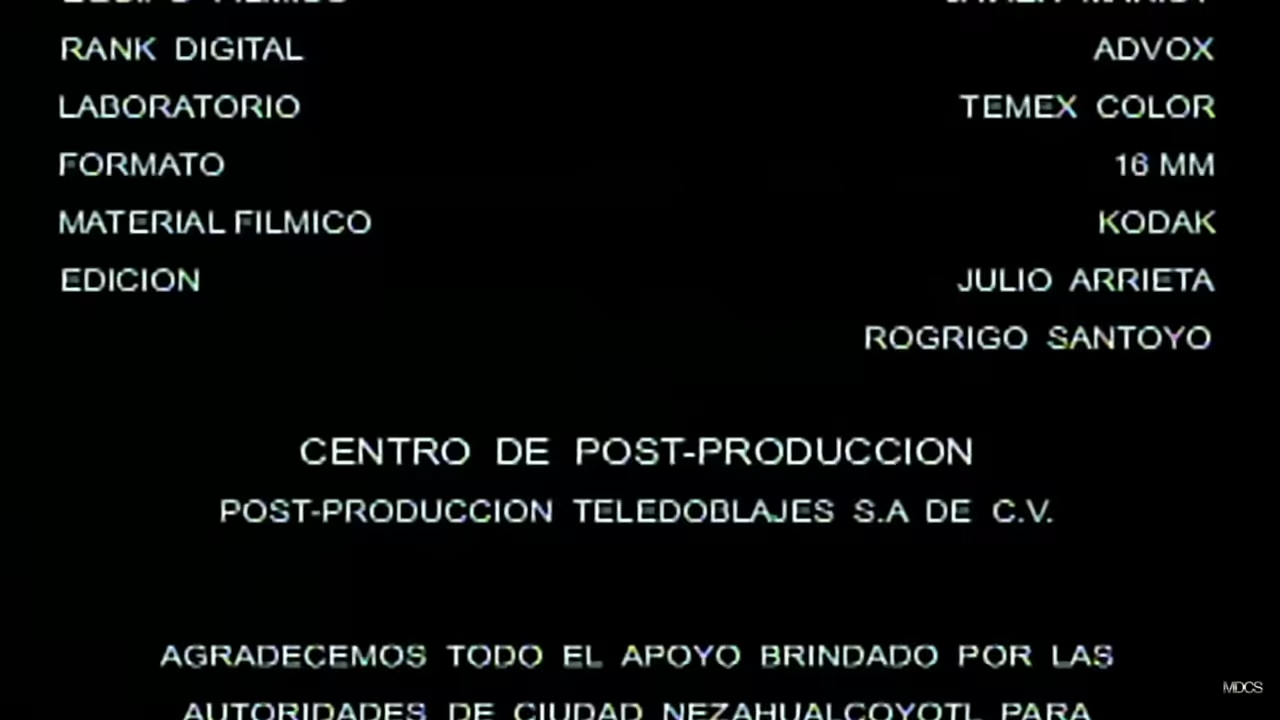 EQUIPO FILMICO
RANK DIGITAL ADVOX
LABORATORIO TEMEX COLOR
FORMATO 16 MM
MATERIAL FILMICO KODAK
EDICION JULIO ARRIETA
ROGRIGO SANTOYO
CENTRO DE POST-PRODUCCION
POST-PRODUCCION TELEDOBLAJES S.A DE C.V.
AGRADECEMOS TODO EL APOYO BRINDADO POR LAS
AUTORIDADES DE CIUDAD NEZAHUALCOYOTL PARA
MDCS